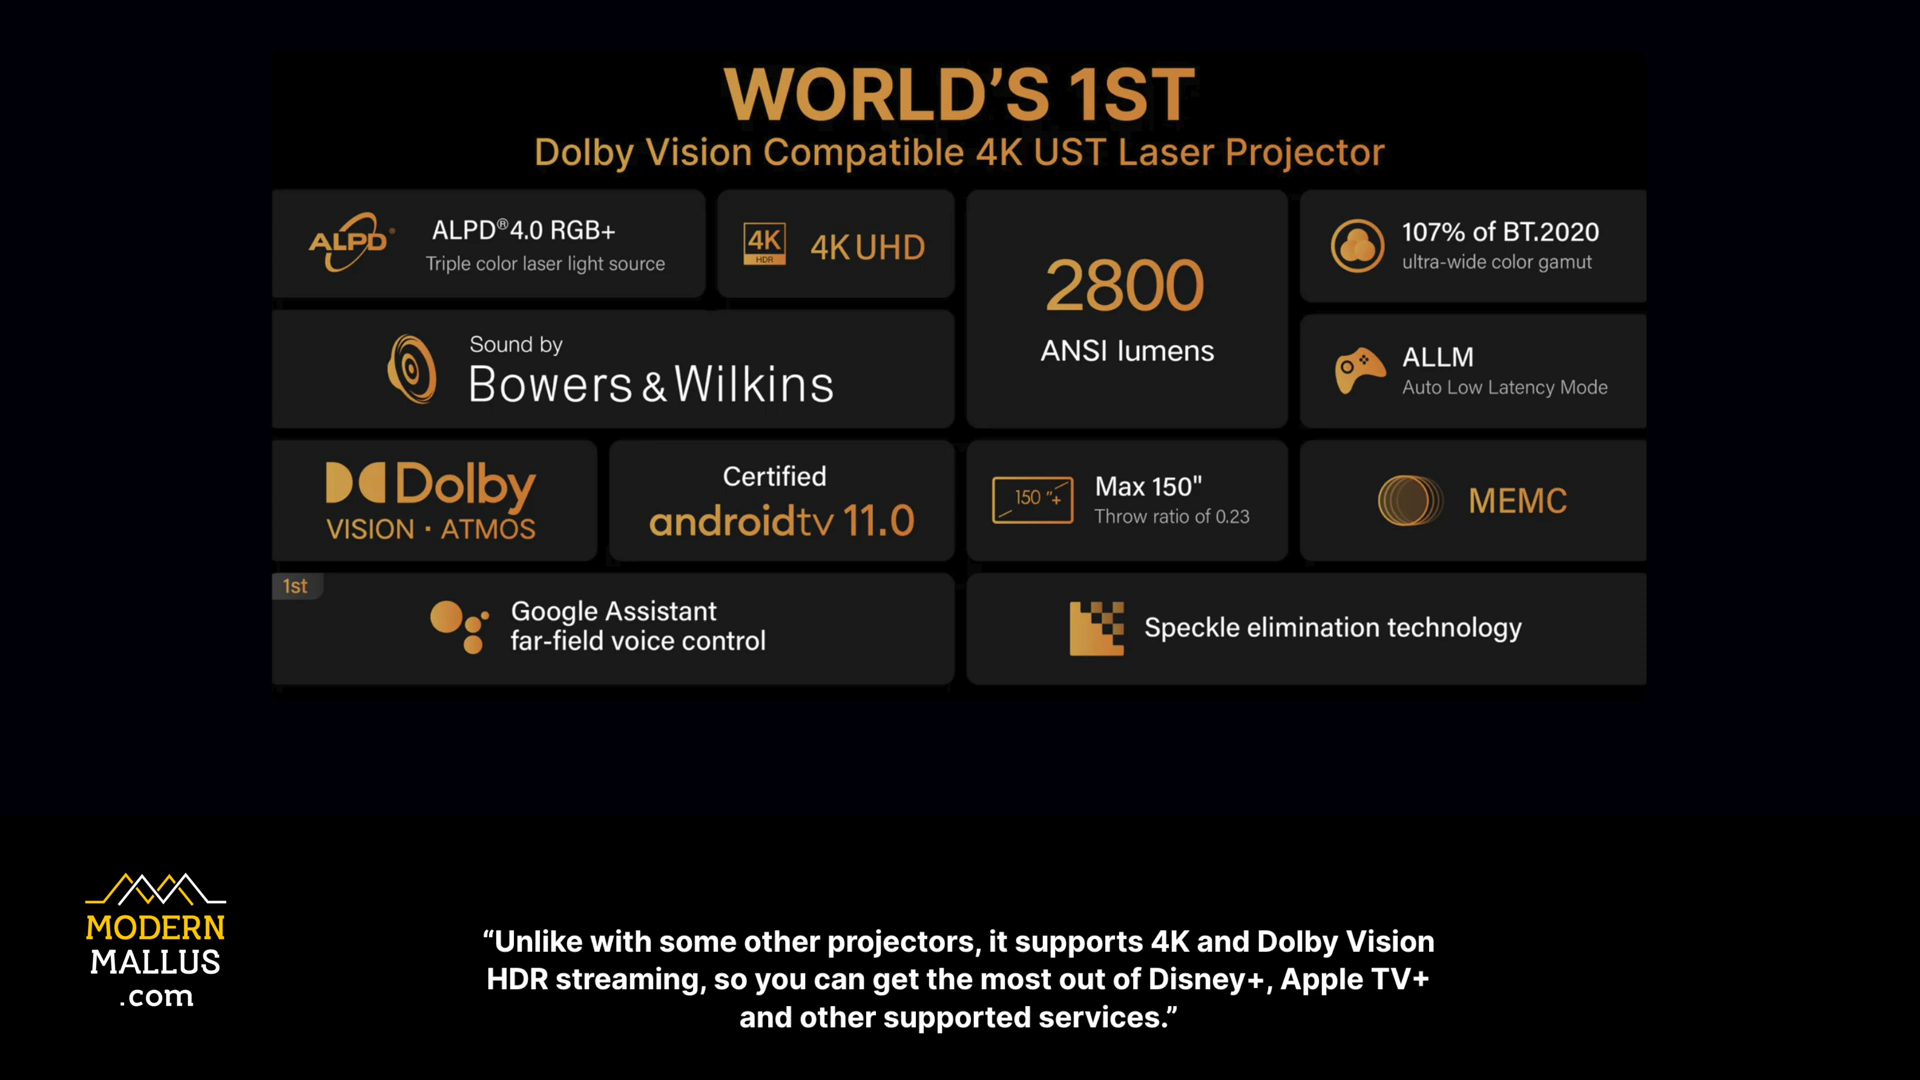 WORLD’S 1ST
Dolby Vision Compatible 4K UST Laser Projector
ALPD®
ALPD®4.0 RGB+
Triple color laser light source
4K
HDR
4K UHD
2800
ANSI lumens
107% of BT.2020
ultra-wide color gamut
Sound by
Bowers & Wilkins
ALLM
Auto Low Latency Mode
Dolby
VISION · ATMOS
Certified
androidtv 11.0
150 ″+
Max 150"
Throw ratio of 0.23
MEMC
1st
Google Assistant
far-field voice control
Speckle elimination technology
MODERN
MALLUS
.com
“Unlike with some other projectors, it supports 4K and Dolby Vision
HDR streaming, so you can get the most out of Disney+, Apple TV+
and other supported services.”